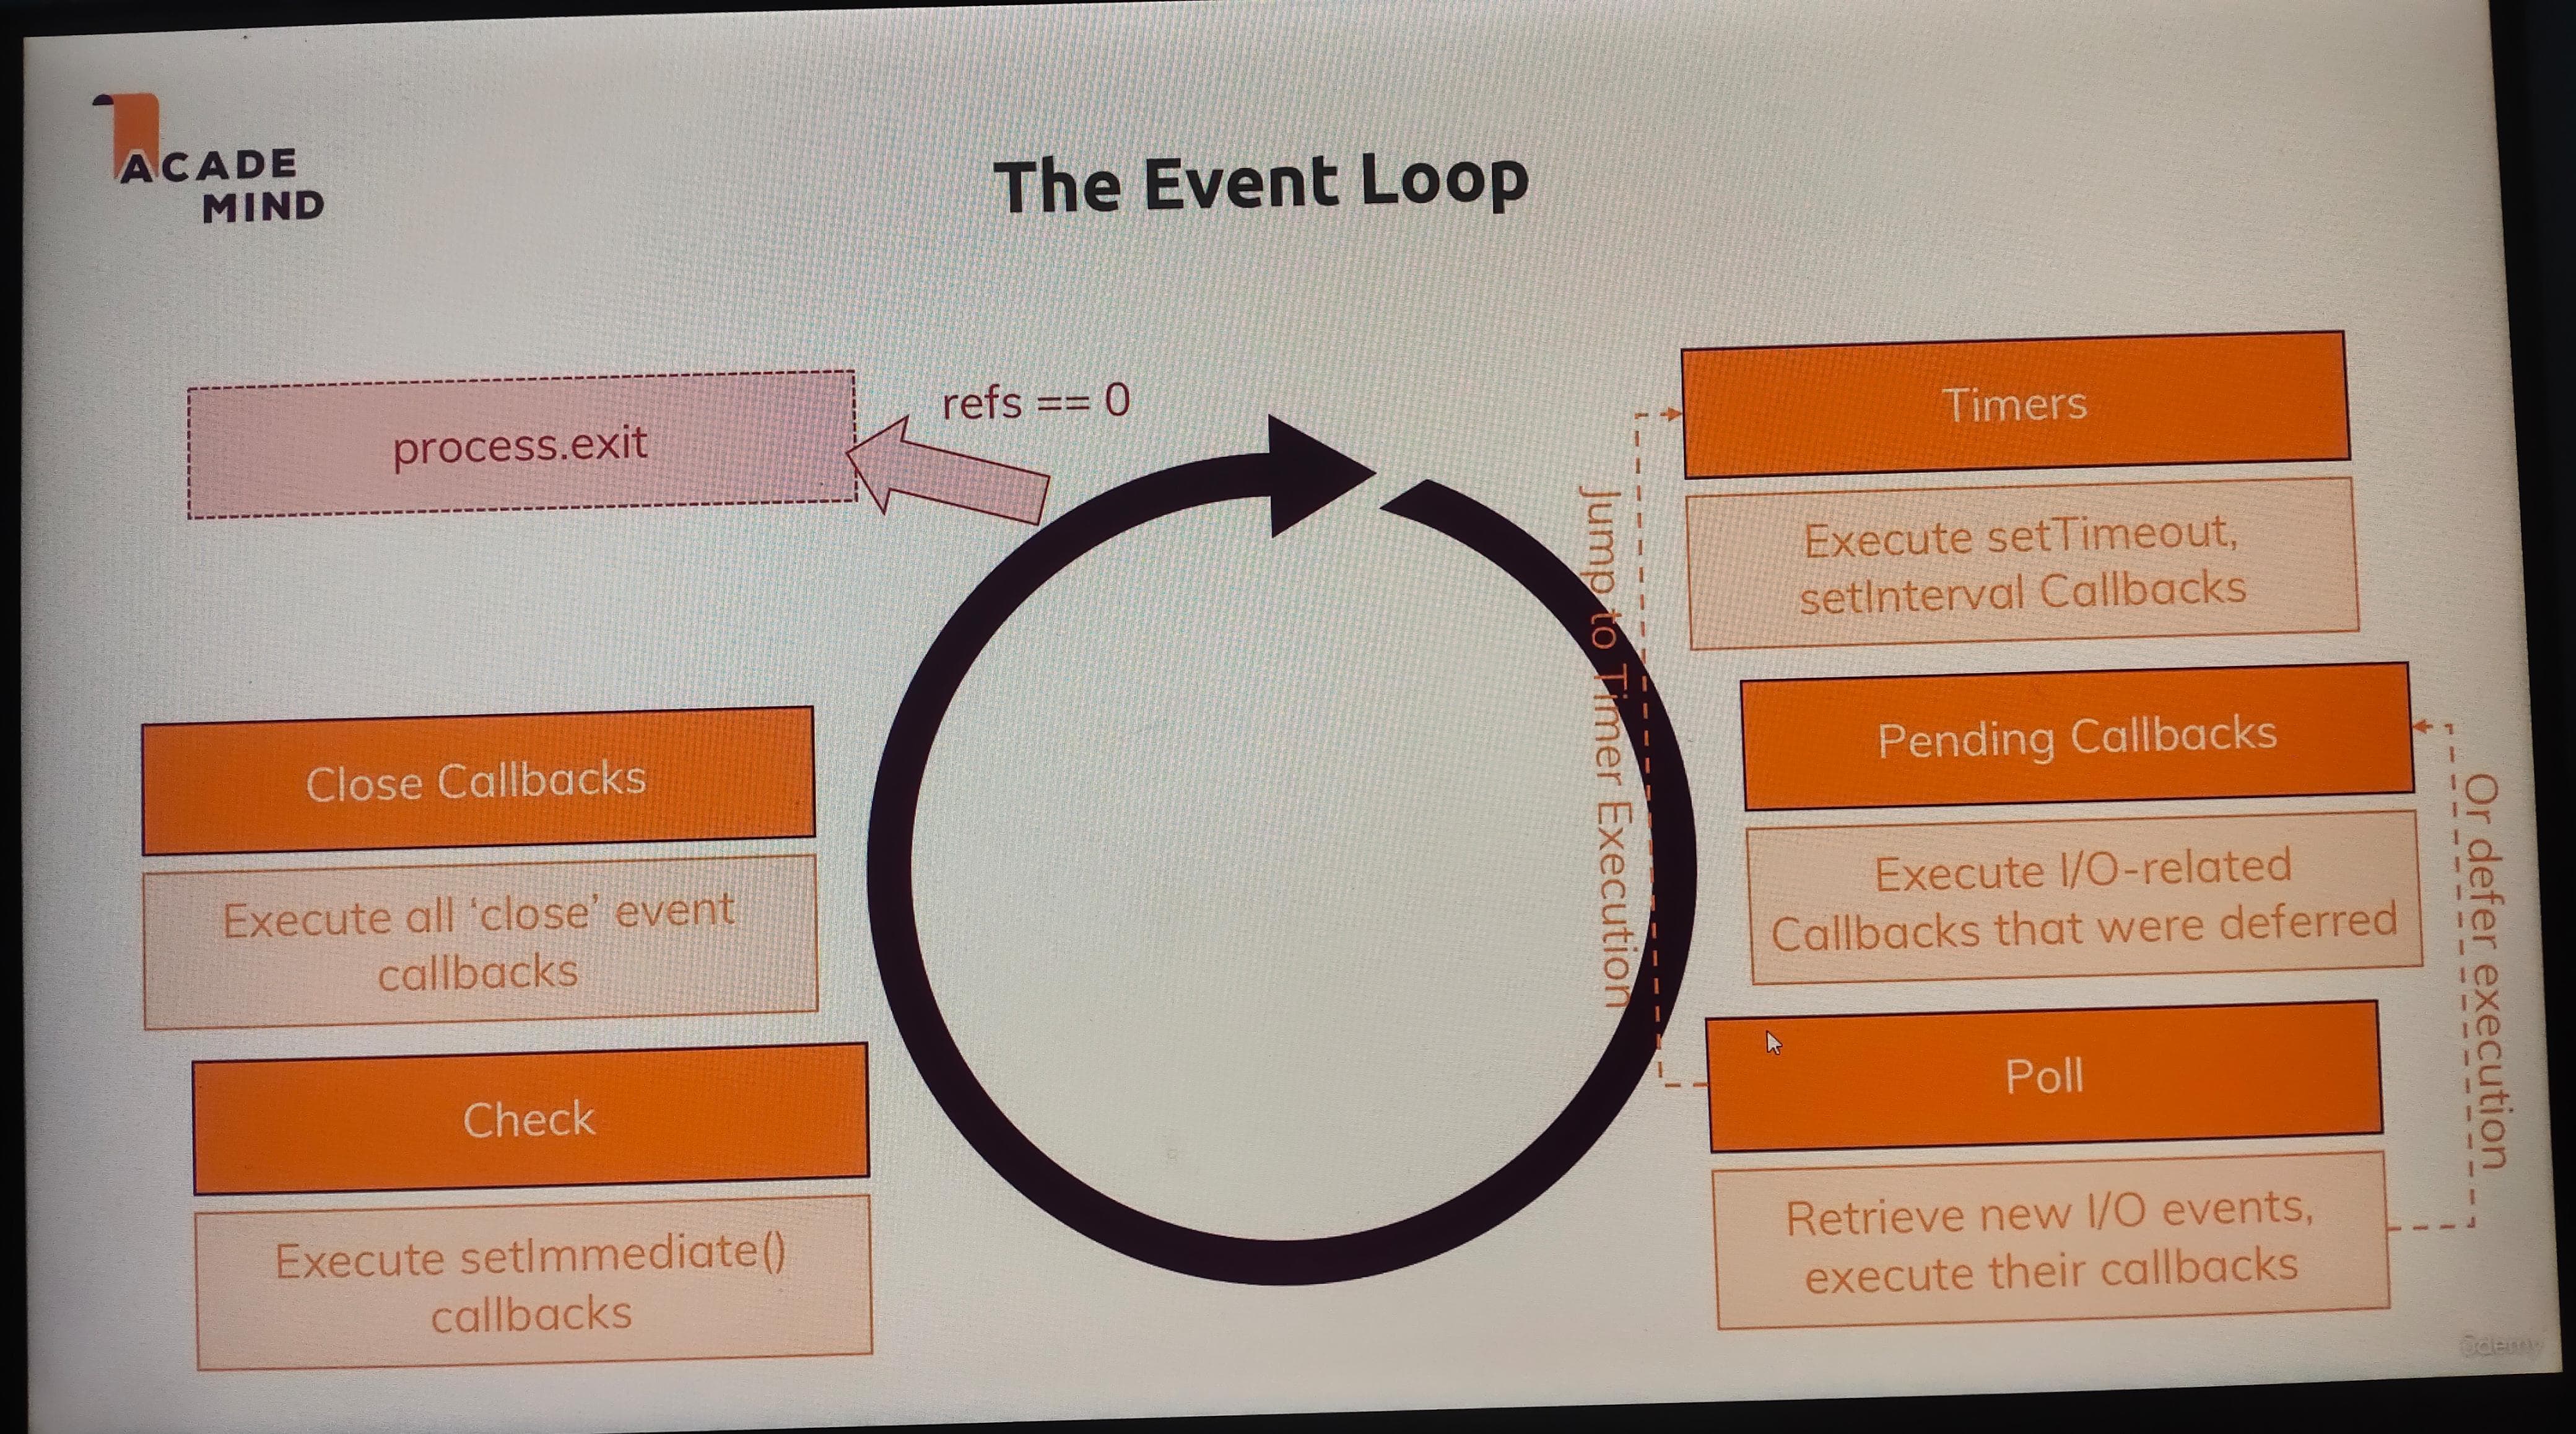 ACADE
MIND
The Event Loop
refs == 0
process.exit
Timers
Execute setTimeout,
setInterval Callbacks
Jump to Timer Execution
Pending Callbacks
Execute I/O-related
Callbacks that were deferred
Or defer execution
Poll
Retrieve new I/O events,
execute their callbacks
Check
Execute setImmediate()
callbacks
Close Callbacks
Execute all ‘close’ event
callbacks
Udemy